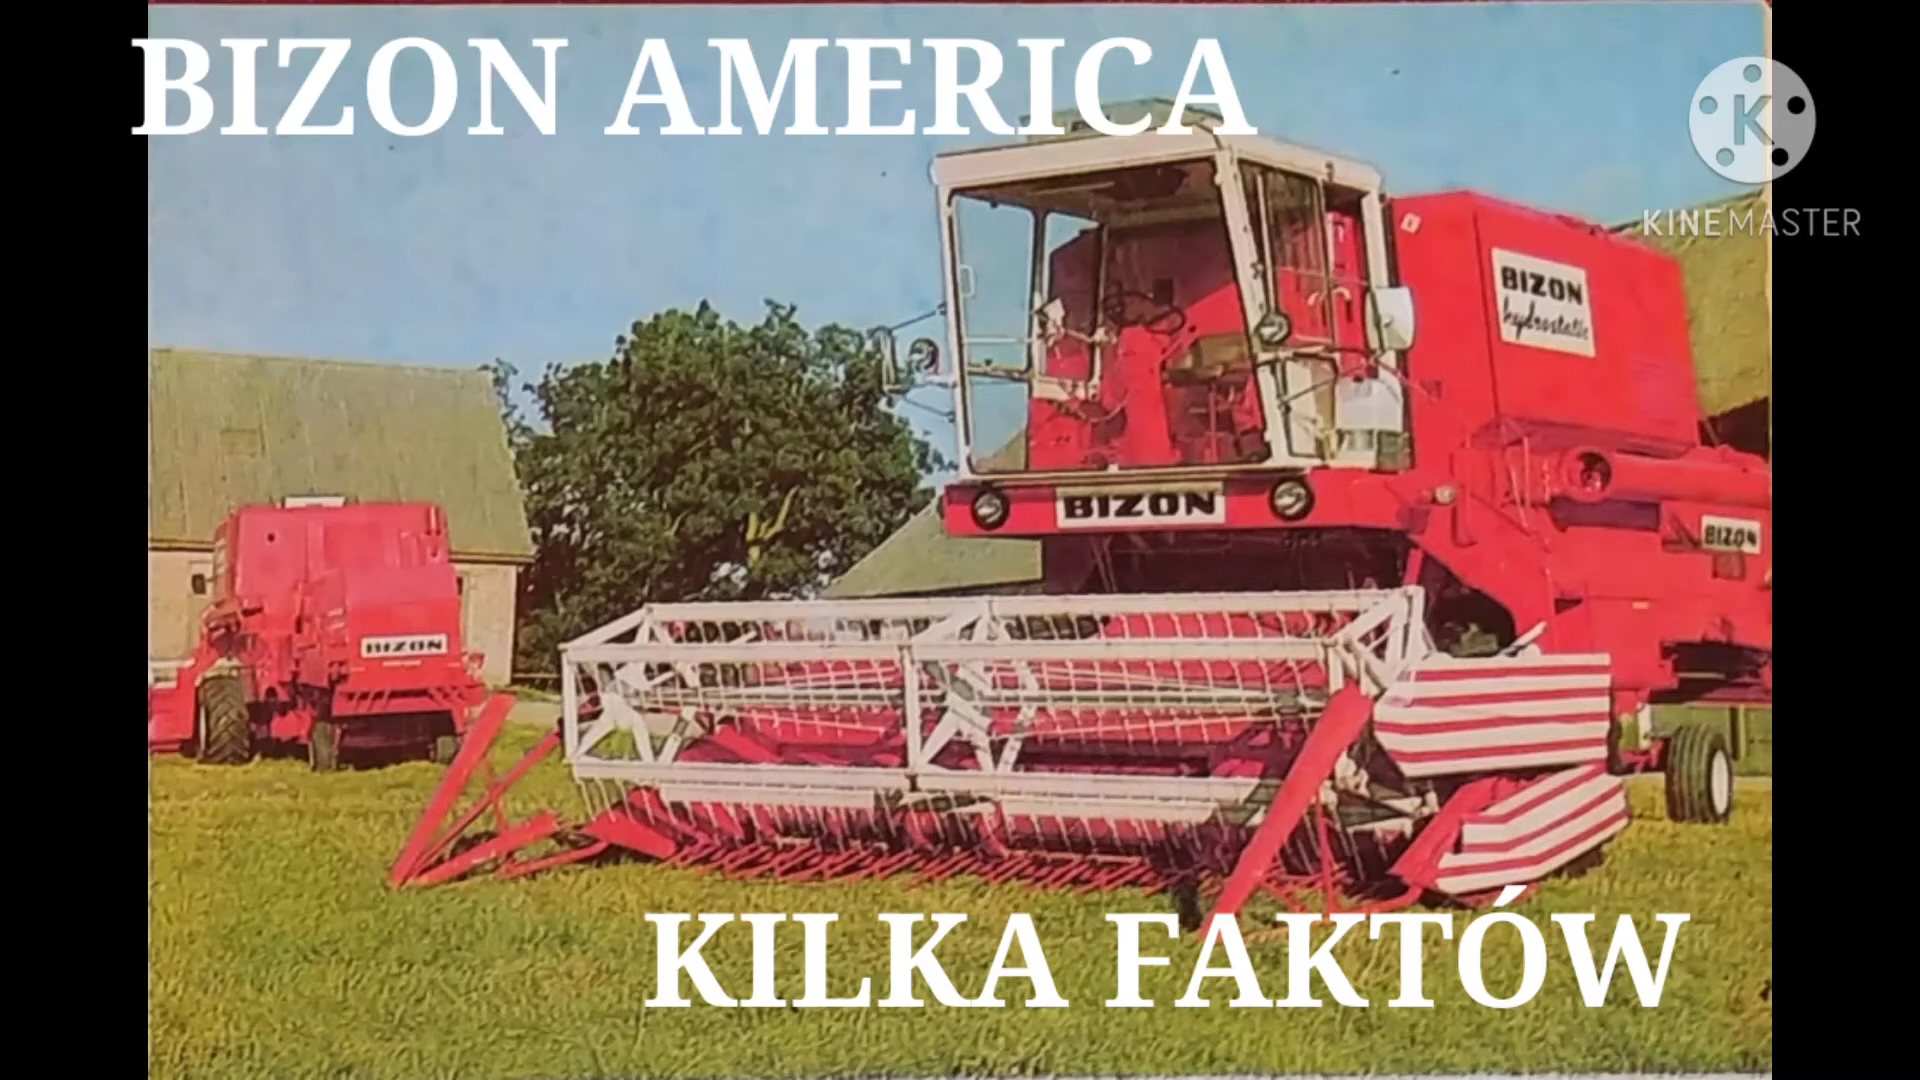 BIZON AMERICA
K
KINEMASTER
BIZON
hydrostatic
BIZON
BIZON
BIZON
KILKA FAKTÓW